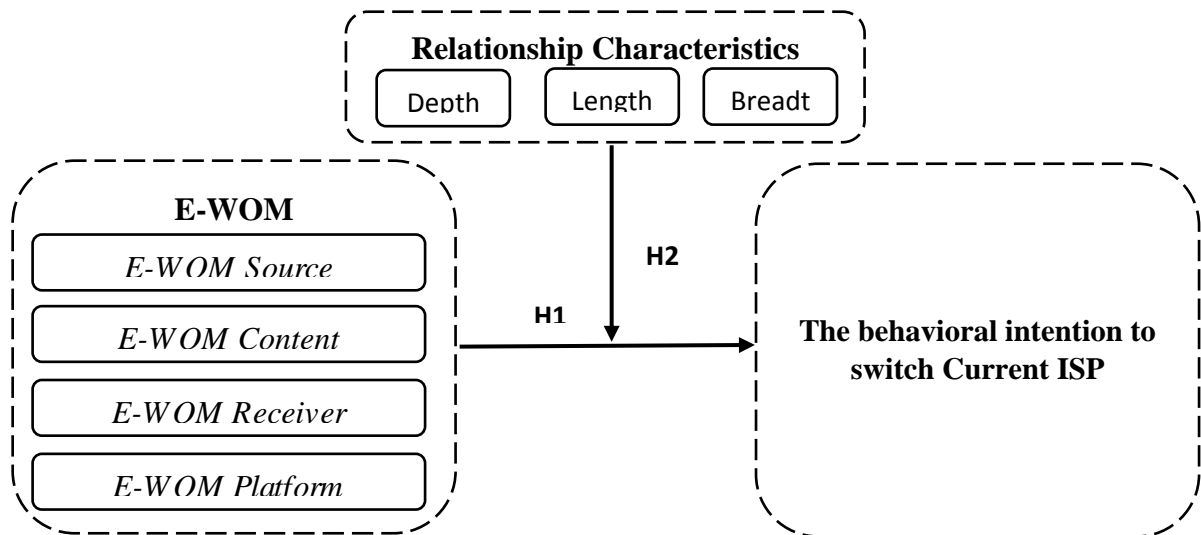 Relationship Characteristics
Depth
Length
Breadt
E-WOM
E-WOM Source
E-WOM Content
E-WOM Receiver
E-WOM Platform
H1
H2
The behavioral intention to
switch Current ISP